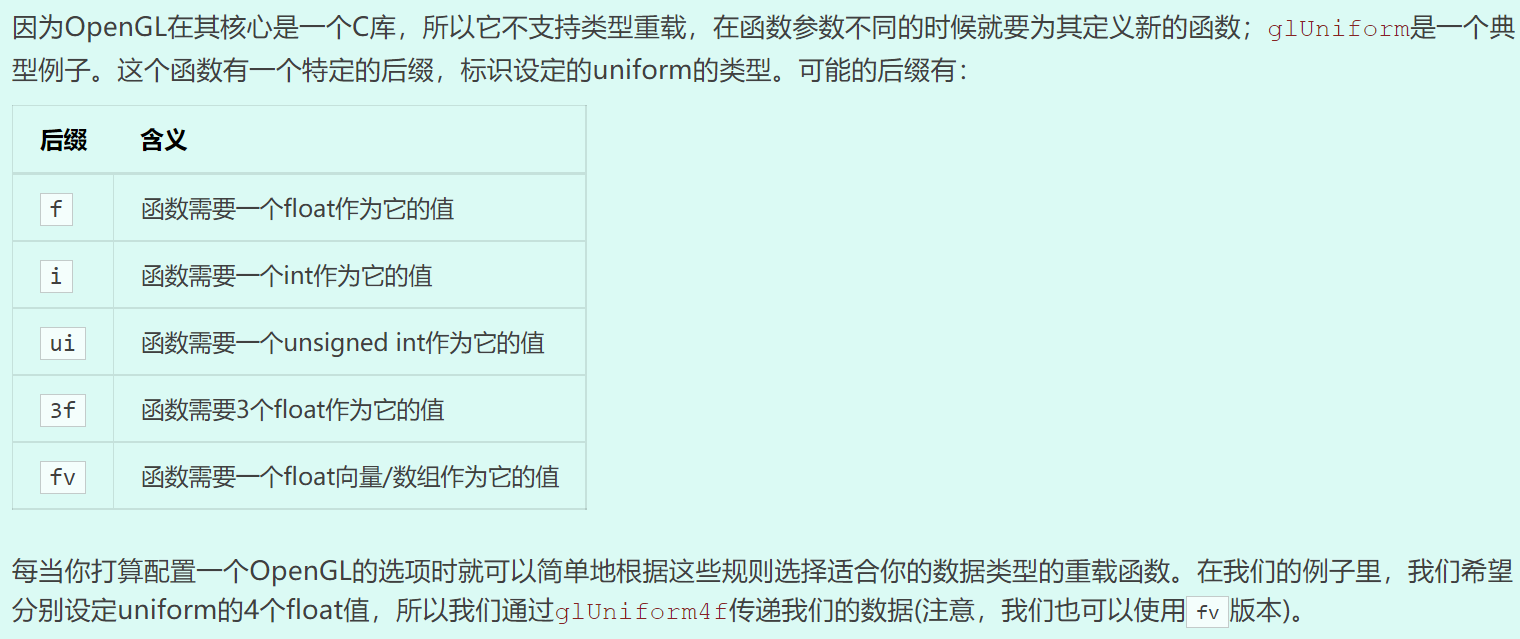 因为OpenGL在其核心是一个C库，所以它不支持类型重载，在函数参数不同的时候就要为其定义新的函数；glUniform是一个典
型例子。这个函数有一个特定的后缀，标识设定的uniform的类型。可能的后缀有：
后缀 含义
f 函数需要一个float作为它的值
i 函数需要一个int作为它的值
ui 函数需要一个unsigned int作为它的值
3f 函数需要3个float作为它的值
fv 函数需要一个float向量/数组作为它的值
每当你打算配置一个OpenGL的选项时就可以简单地根据这些规则选择适合你的数据类型的重载函数。在我们的例子里，我们希望
分别设定uniform的4个float值，所以我们通过glUniform4f传递我们的数据(注意，我们也可以使用fv版本)。